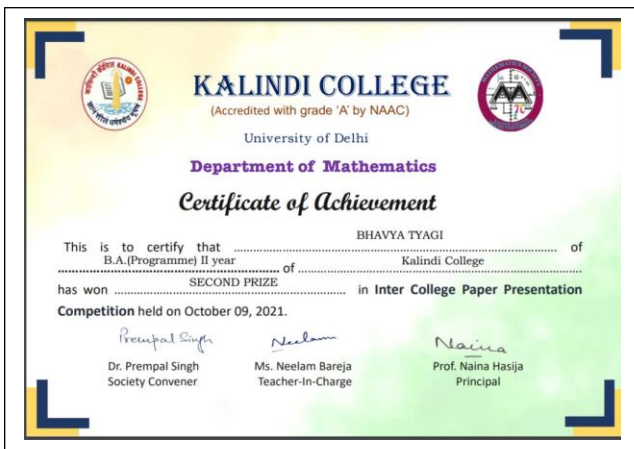 KALINDI COLLEGE
(Accredited with grade 'A' by NAAC)
University of Delhi
Department of Mathematics
Certificate of Achievement
This is to certify that BHAVYA TYAGI of
B.A.(Programme) II year of Kalindi College
has won SECOND PRIZE in Inter College Paper Presentation
Competition held on October 09, 2021.
Prempal Singh Neelam Naina
Dr. Prempal Singh Ms. Neelam Bareja Prof. Naina Hasija
Society Convener Teacher-In-Charge Principal